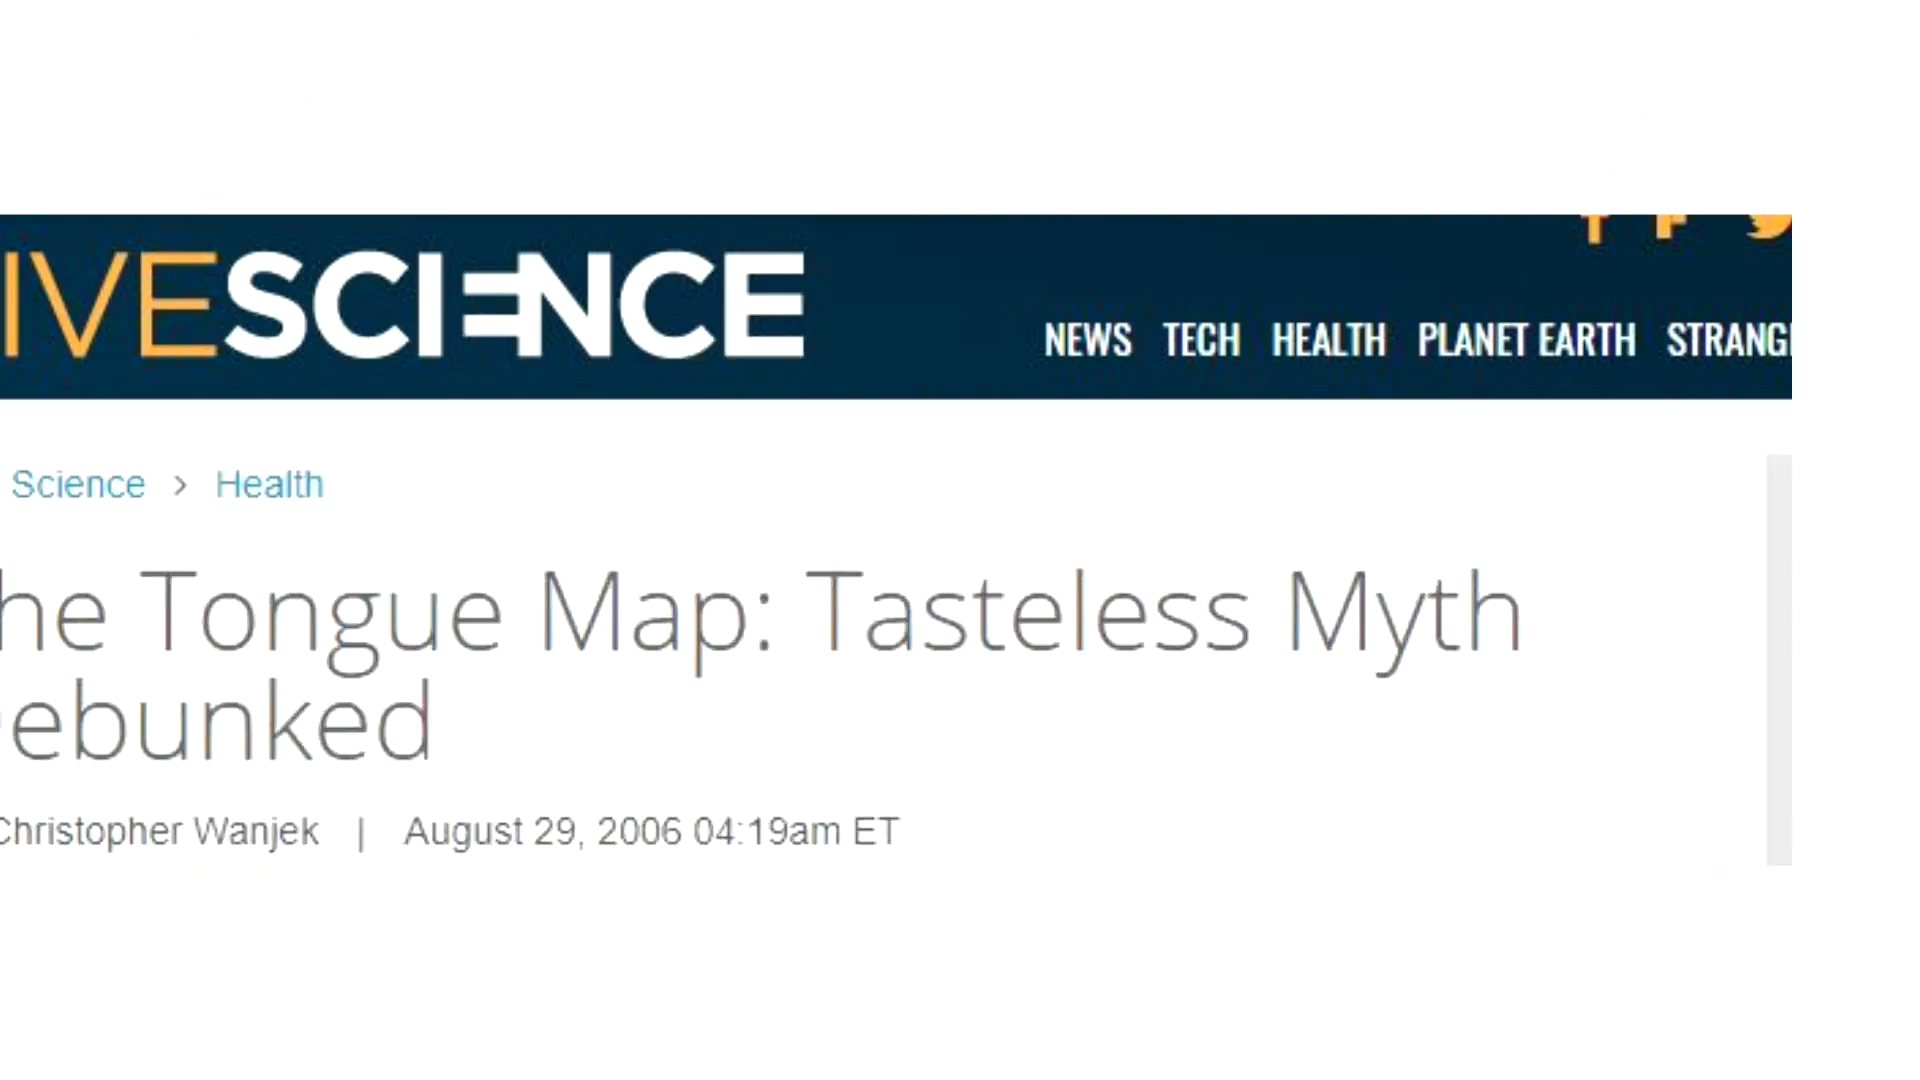 IVESCIENCE
NEWS TECH HEALTH PLANET EARTH STRANG
Science > Health
he Tongue Map: Tasteless Myth
ebunked
Christopher Wanjek | August 29, 2006 04:19am ET